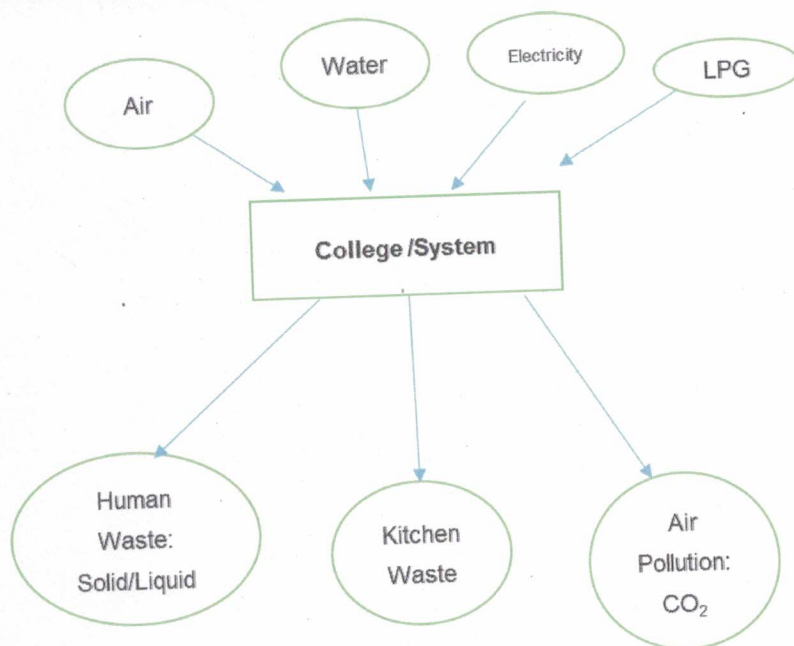 Air
Water
Electricity
LPG
College /System
Human
Waste:
Solid/Liquid
Kitchen
Waste
Air
Pollution:
CO₂